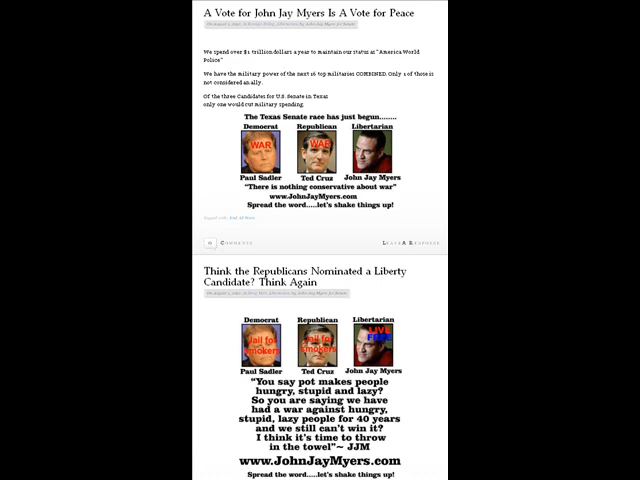 A Vote for John Jay Myers Is A Vote for Peace
We spend over $1 trillion dollars a year to maintain our status as "America World
Police"
We have the military power of the next 16 top militaries COMBINED. Only 2 of those is
not considered an ally.
Of the three Candidates for U.S. Senate in Texas
only one would cut military spending.
The Texas Senate race has just begun........
Democrat Republican Libertarian
WAR WAR
Paul Sadler Ted Cruz John Jay Myers
"There is nothing conservative about war"
www.JohnJayMyers.com
Spread the word.....let's shake things up!
COMMENTS LEAVE A RESPONSE
Think the Republicans Nominated a Liberty
Candidate? Think Again
Democrat Republican Libertarian
Jail for smokers Jail for smokers LIVE FREE
Paul Sadler Ted Cruz John Jay Myers
"You say pot makes people
hungry, stupid and lazy?
So you are saying we have
had a war against hungry,
stupid, lazy people for 40 years
and we still can't win it?
I think it's time to throw
in the towel"~ JJM
www.JohnJayMyers.com
Spread the word.....let's shake things up!